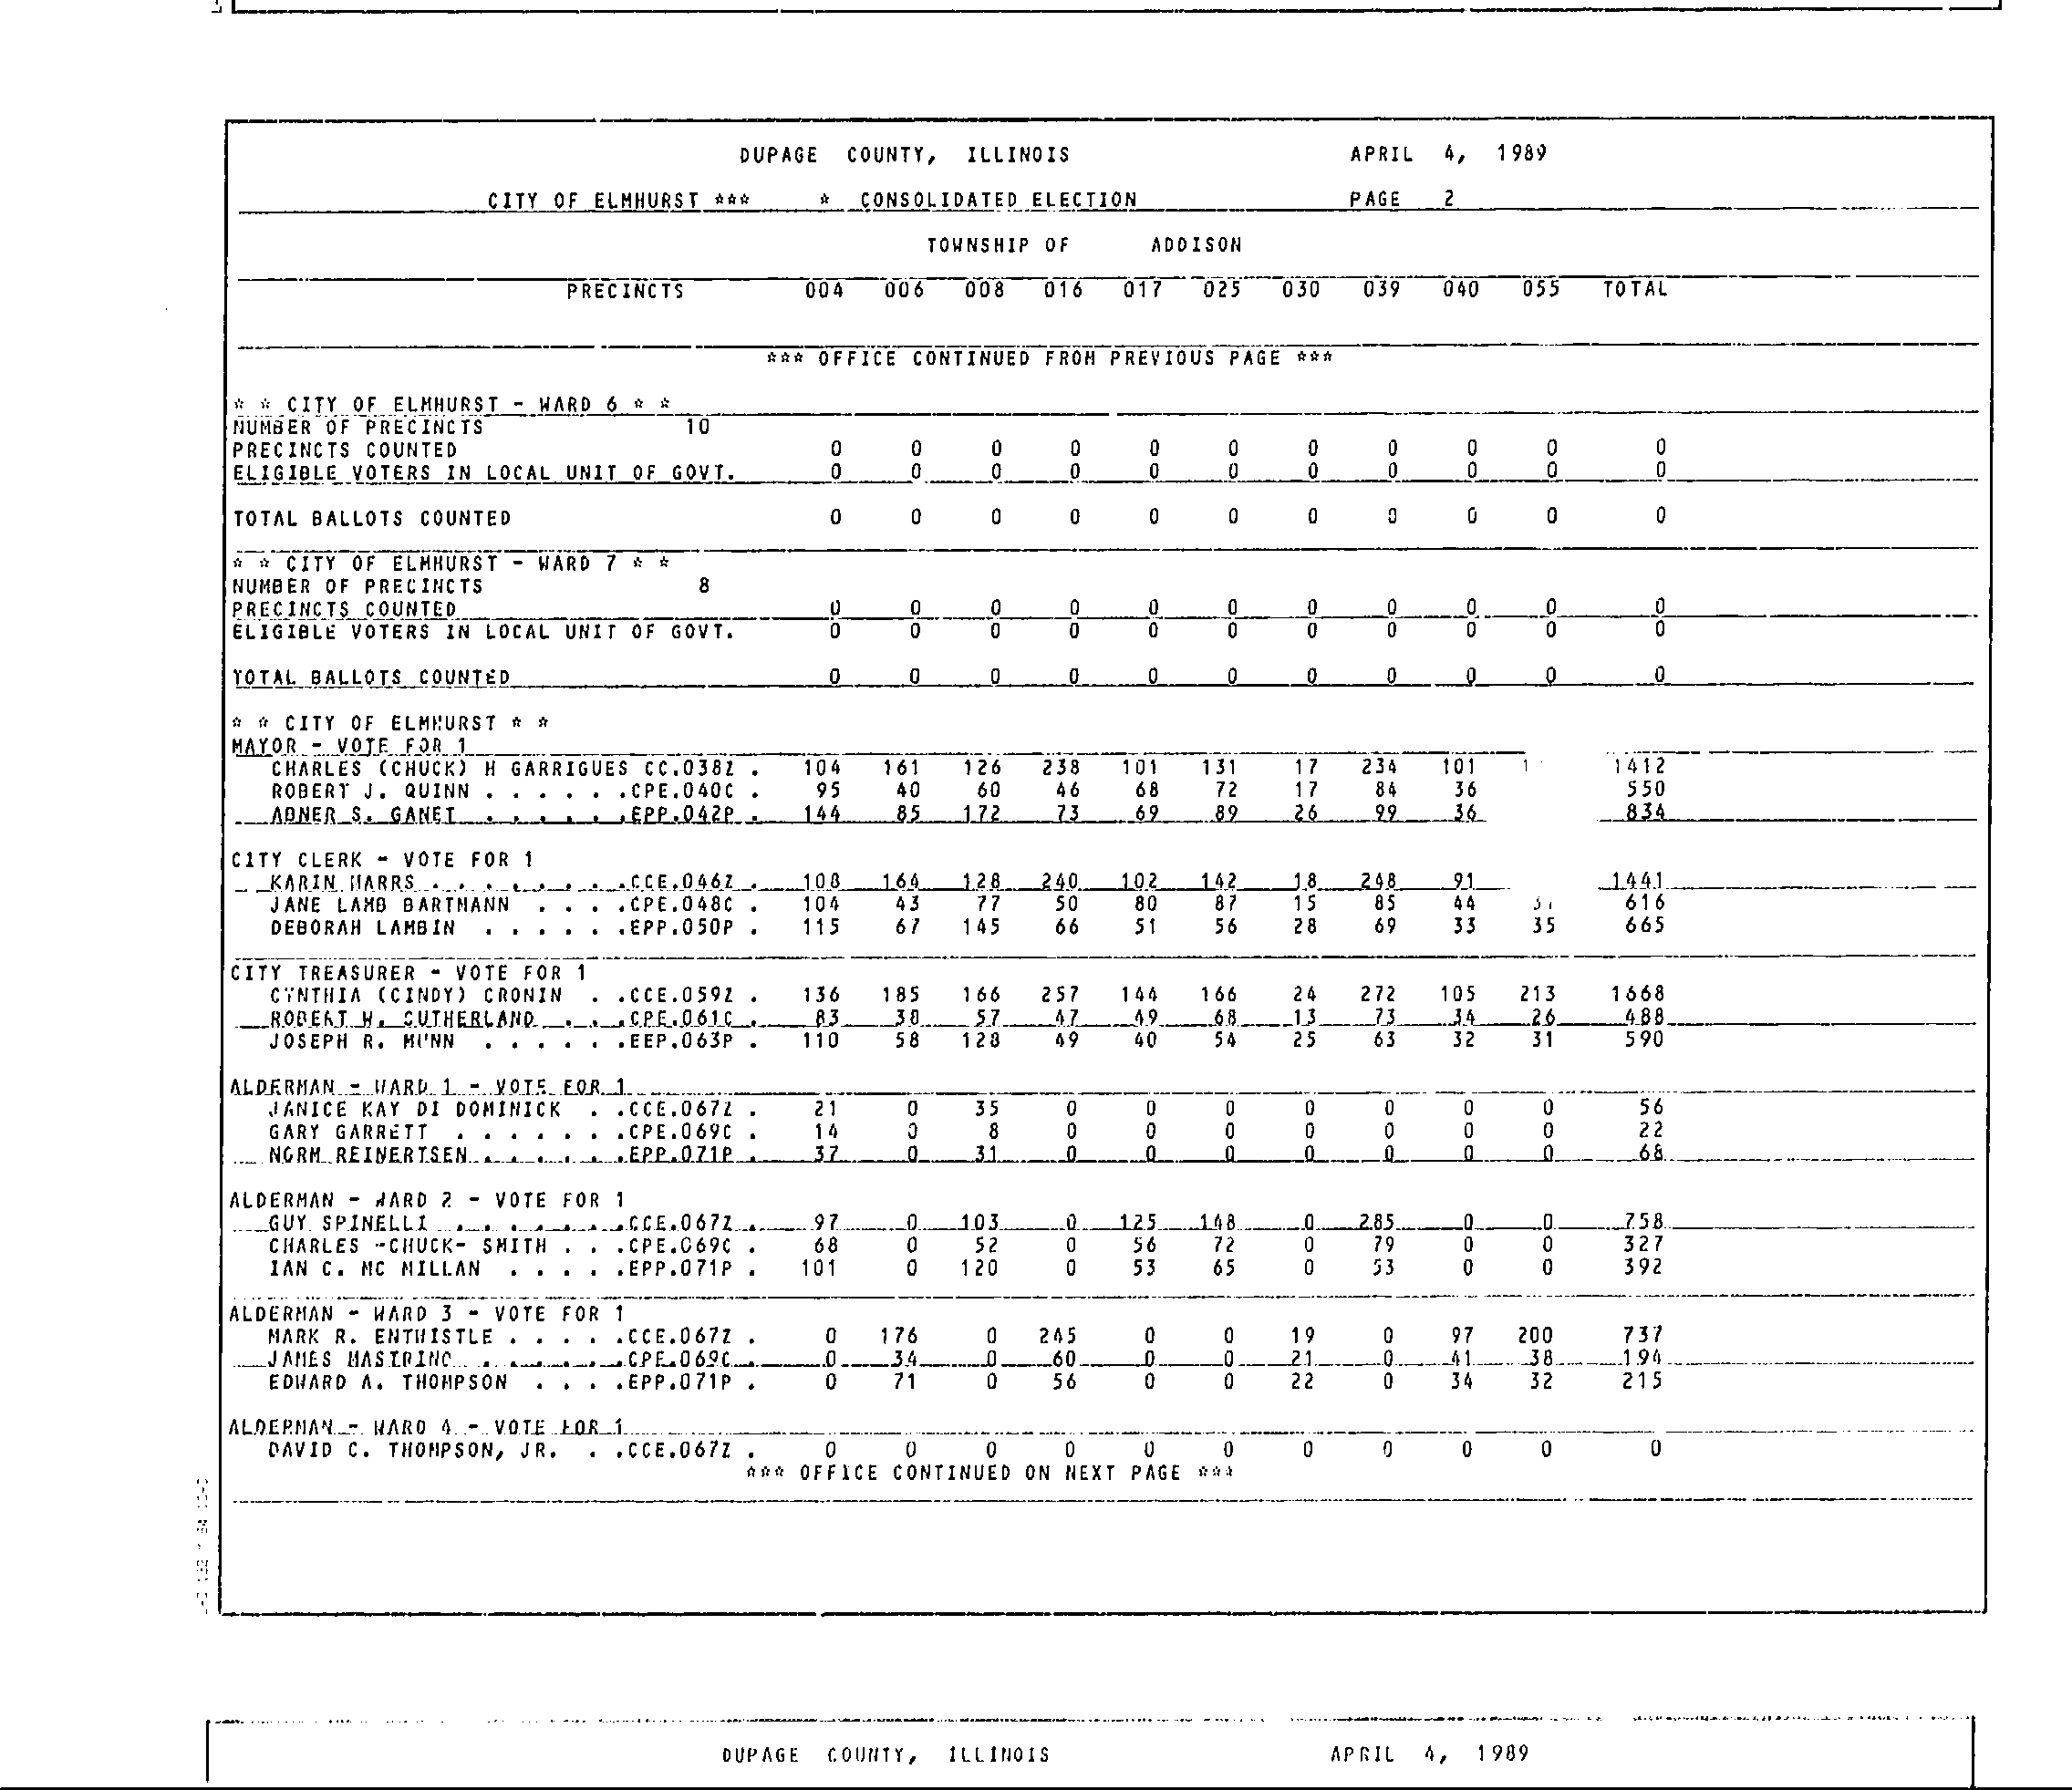 DUPAGE COUNTY, ILLINOIS APRIL 4, 1989
CITY OF ELMHURST *** * CONSOLIDATED ELECTION PAGE 2
TOWNSHIP OF ADDISON
PRECINCTS 004 006 008 016 017 025 030 039 040 055 TOTAL
*** OFFICE CONTINUED FROM PREVIOUS PAGE ***
* * CITY OF ELMHURST - WARD 6 * *
NUMBER OF PRECINCTS 10
PRECINCTS COUNTED 0 0 0 0 0 0 0 0 0 0 0
ELIGIBLE VOTERS IN LOCAL UNIT OF GOVT. 0 0 0 0 0 0 0 0 0 0 0
TOTAL BALLOTS COUNTED 0 0 0 0 0 0 0 0 0 0 0
* * CITY OF ELMHURST - WARD 7 * *
NUMBER OF PRECINCTS 8
PRECINCTS COUNTED 0 0 0 0 0 0 0 0 0 0 0
ELIGIBLE VOTERS IN LOCAL UNIT OF GOVT. 0 0 0 0 0 0 0 0 0 0 0
TOTAL BALLOTS COUNTED 0 0 0 0 0 0 0 0 0 0 0
* * CITY OF ELMHURST * *
MAYOR - VOTE FOR 1
CHARLES (CHUCK) H GARRIGUES CC.038Z . 104 161 126 238 101 131 17 234 101 1412
ROBERT J. QUINN . . . . . .CPE.040C . 95 40 60 46 68 72 17 84 36 550
ABNER S. GANET . . . . . .EPP.042P . 144 85 172 73 69 89 26 99 36 834
CITY CLERK - VOTE FOR 1
KARIN HARRS . . . . . . . .CCE.046Z . 108 164 128 240 102 142 18 248 91 1441
JANE LAMB BARTMANN . . . .CPE.048C . 104 43 77 50 80 87 15 85 44 616
DEBORAH LAMBIN . . . . . .EPP.050P . 115 67 145 66 51 56 28 69 33 35 665
CITY TREASURER - VOTE FOR 1
CYNTHIA (CINDY) CRONIN . .CCE.059Z . 136 185 166 257 144 166 24 272 105 213 1668
ROBERT W. SUTHERLAND . . .CPE.061C . 83 38 57 47 49 68 13 73 34 26 488
JOSEPH R. MUNN . . . . . .EEP.063P . 110 58 128 49 40 54 25 63 32 31 590
ALDERMAN - WARD 1 - VOTE FOR 1
JANICE KAY DI DOMINICK . .CCE.067Z . 21 0 35 0 0 0 0 0 0 0 56
GARY GARRETT . . . . . . .CPE.069C . 14 0 8 0 0 0 0 0 0 0 22
NORM REINERTSEN . . . . . .EPP.071P . 37 0 31 0 0 0 0 0 0 0 68
ALDERMAN - WARD 2 - VOTE FOR 1
GUY SPINELLI . . . . . . .CCE.067Z . 97 0 103 0 125 148 0 285 0 0 758
CHARLES -CHUCK- SMITH . . .CPE.069C . 68 0 52 0 56 72 0 79 0 0 327
IAN C. MC MILLAN . . . . .EPP.071P . 101 0 120 0 53 65 0 53 0 0 392
ALDERMAN - WARD 3 - VOTE FOR 1
MARK R. ENTWISTLE . . . . .CCE.067Z . 0 176 0 245 0 0 19 0 97 200 737
JAMES MASTRINO . . . . . .CPE.069C . 0 34 0 60 0 0 21 0 41 38 194
EDWARD A. THOMPSON . . . .EPP.071P . 0 71 0 56 0 0 22 0 34 32 215
ALDERMAN - WARD 4 - VOTE FOR 1
DAVID C. THOMPSON, JR. . .CCE.067Z . 0 0 0 0 0 0 0 0 0 0 0
*** OFFICE CONTINUED ON NEXT PAGE ***
DUPAGE COUNTY, ILLINOIS APRIL 4, 1989